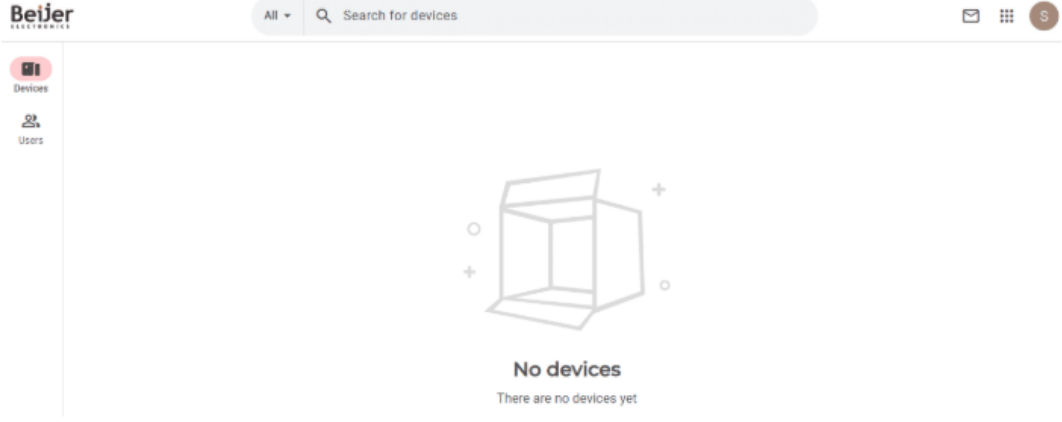 Beijer
ELECTRONICS
All
Search for devices
S
Devices
Users
No devices
There are no devices yet